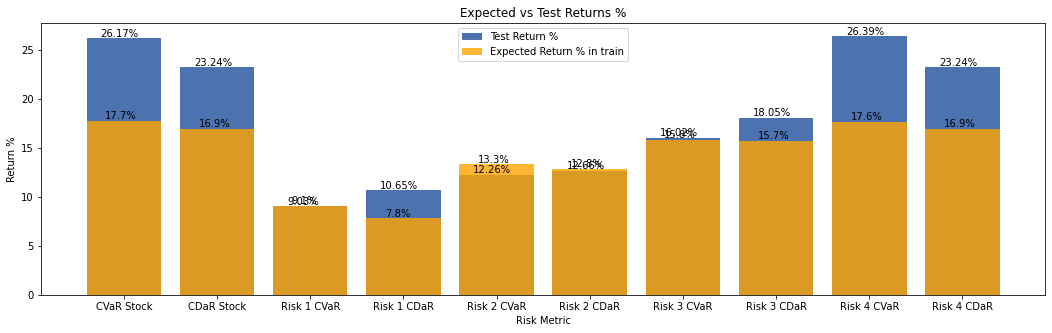 Expected vs Test Returns %
Test Return %
Expected Return % in train
Return %
25
20
15
10
5
0
26.17%
17.7%
23.24%
16.9%
9.1%
9.03%
10.65%
7.8%
13.3%
12.26%
12.8%
12.66%
16.02%
15.8%
18.05%
15.7%
26.39%
17.6%
23.24%
16.9%
CVaR Stock
CDaR Stock
Risk 1 CVaR
Risk 1 CDaR
Risk 2 CVaR
Risk 2 CDaR
Risk 3 CVaR
Risk 3 CDaR
Risk 4 CVaR
Risk 4 CDaR
Risk Metric